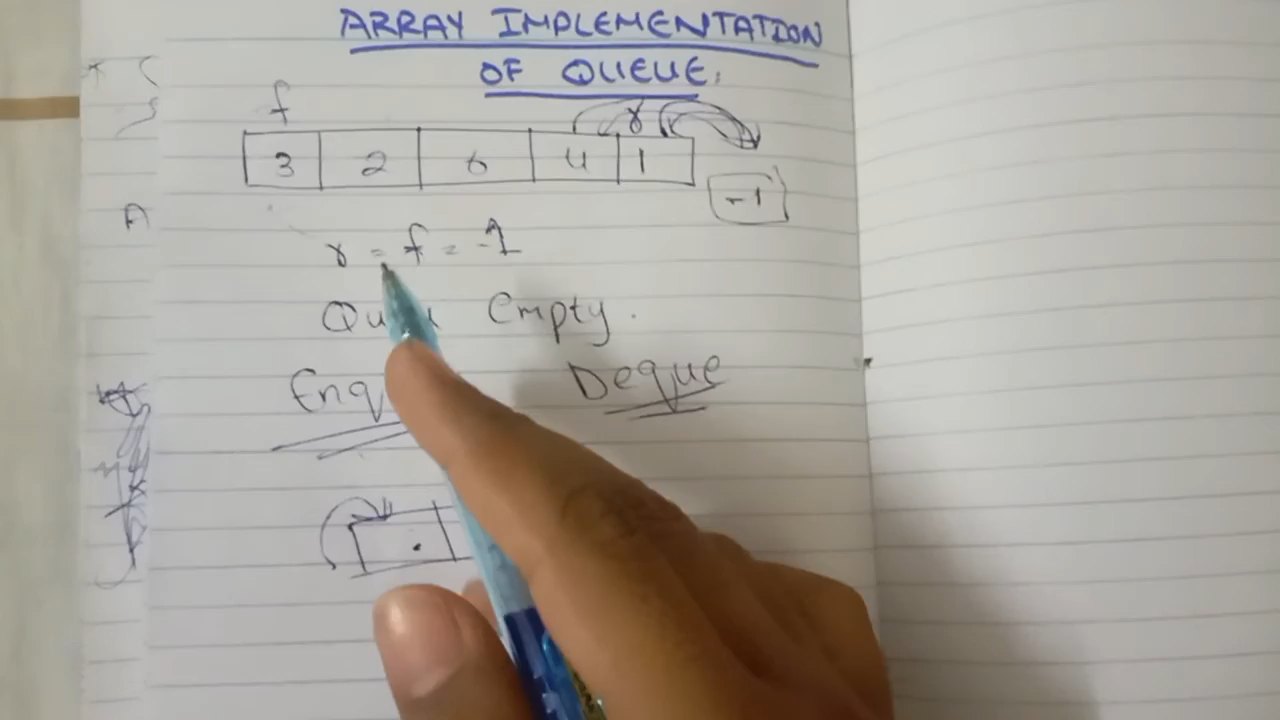 ARRAY IMPLEMENTATION
OF QUEUE.
f r
3 2 6 4 1
-1
A
r = f = -1
Empty.
Deque